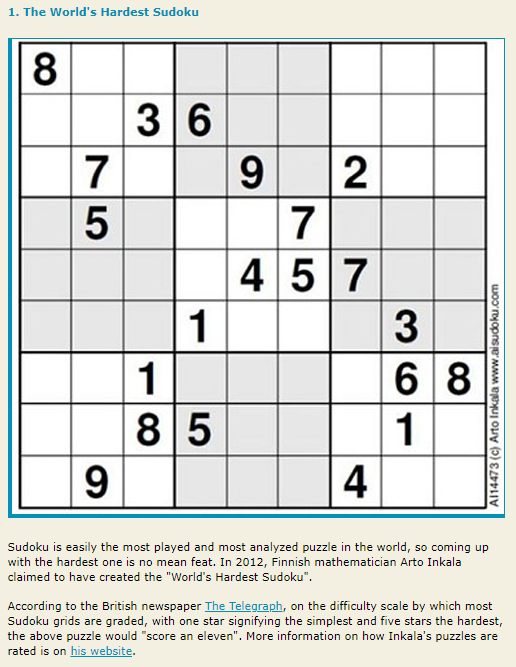 1. The World's Hardest Sudoku
8
3 6
7 9 2
5 7
4 5 7
1 3
1 6 8
8 5 1
9 4
AI14473 (c) Arto Inkala www.aisudoku.com
Sudoku is easily the most played and most analyzed puzzle in the world, so coming up
with the hardest one is no mean feat. In 2012, Finnish mathematician Arto Inkala
claimed to have created the "World's Hardest Sudoku".
According to the British newspaper The Telegraph, on the difficulty scale by which most
Sudoku grids are graded, with one star signifying the simplest and five stars the hardest,
the above puzzle would "score an eleven". More information on how Inkala's puzzles are
rated is on his website.